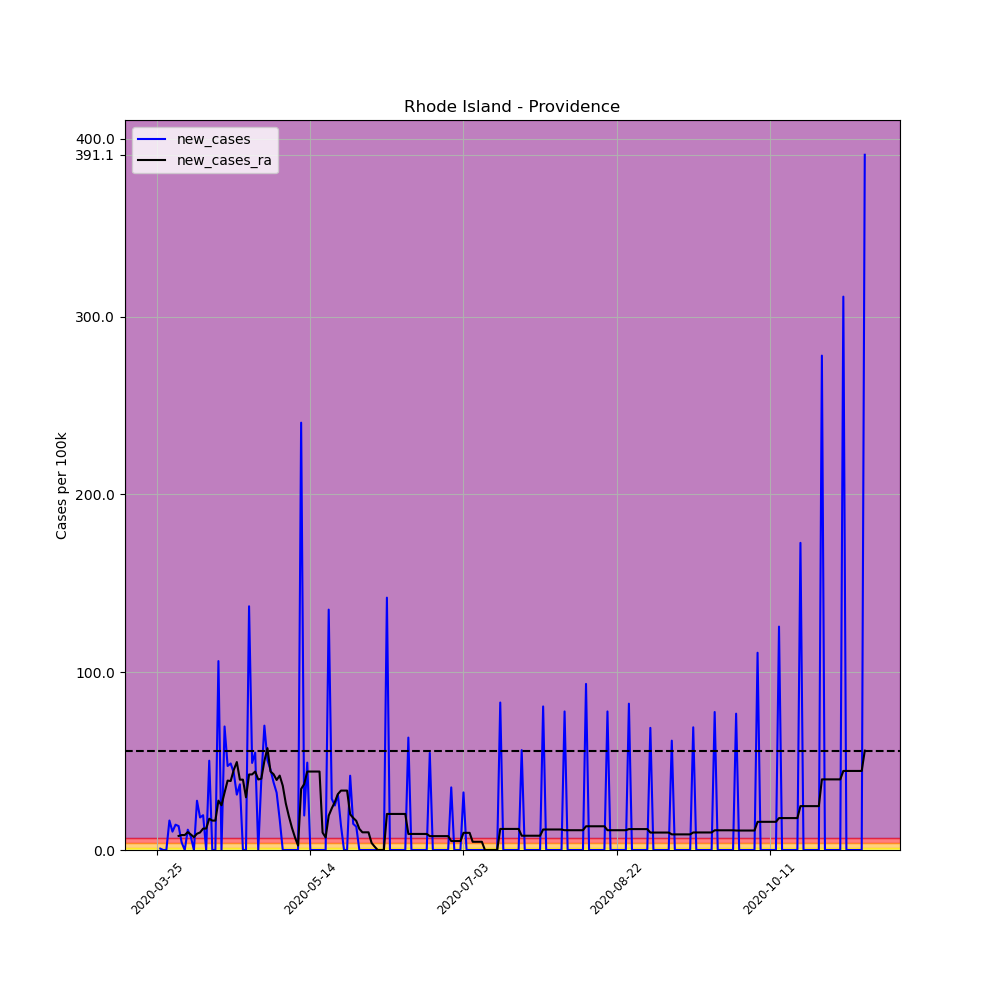 Rhode Island - Providence
new_cases
new_cases_ra
400.0
391.1
300.0
200.0
100.0
0.0
Cases per 100k
2020-03-25
2020-05-14
2020-07-03
2020-08-22
2020-10-11